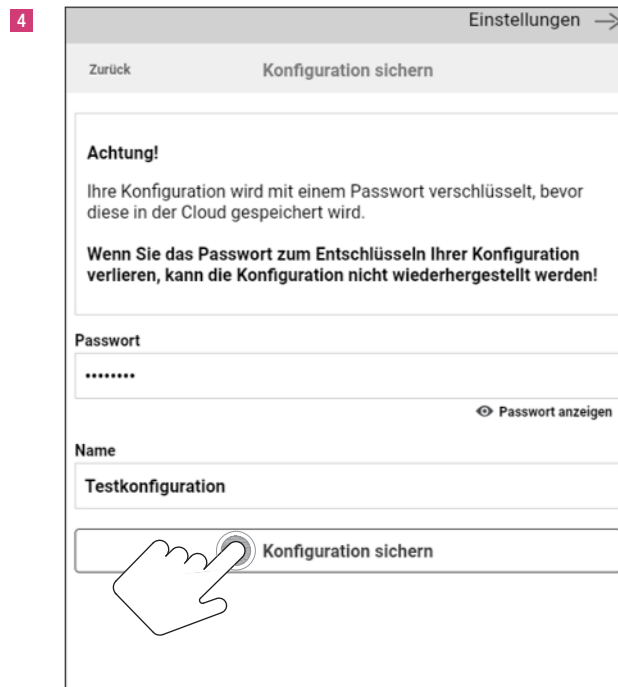 4
Einstellungen
Zurück
Konfiguration sichern
Achtung!
Ihre Konfiguration wird mit einem Passwort verschlüsselt, bevor
diese in der Cloud gespeichert wird.
Wenn Sie das Passwort zum Entschlüsseln Ihrer Konfiguration
verlieren, kann die Konfiguration nicht wiederhergestellt werden!
Passwort
••••••••
Passwort anzeigen
Name
Testkonfiguration
Konfiguration sichern